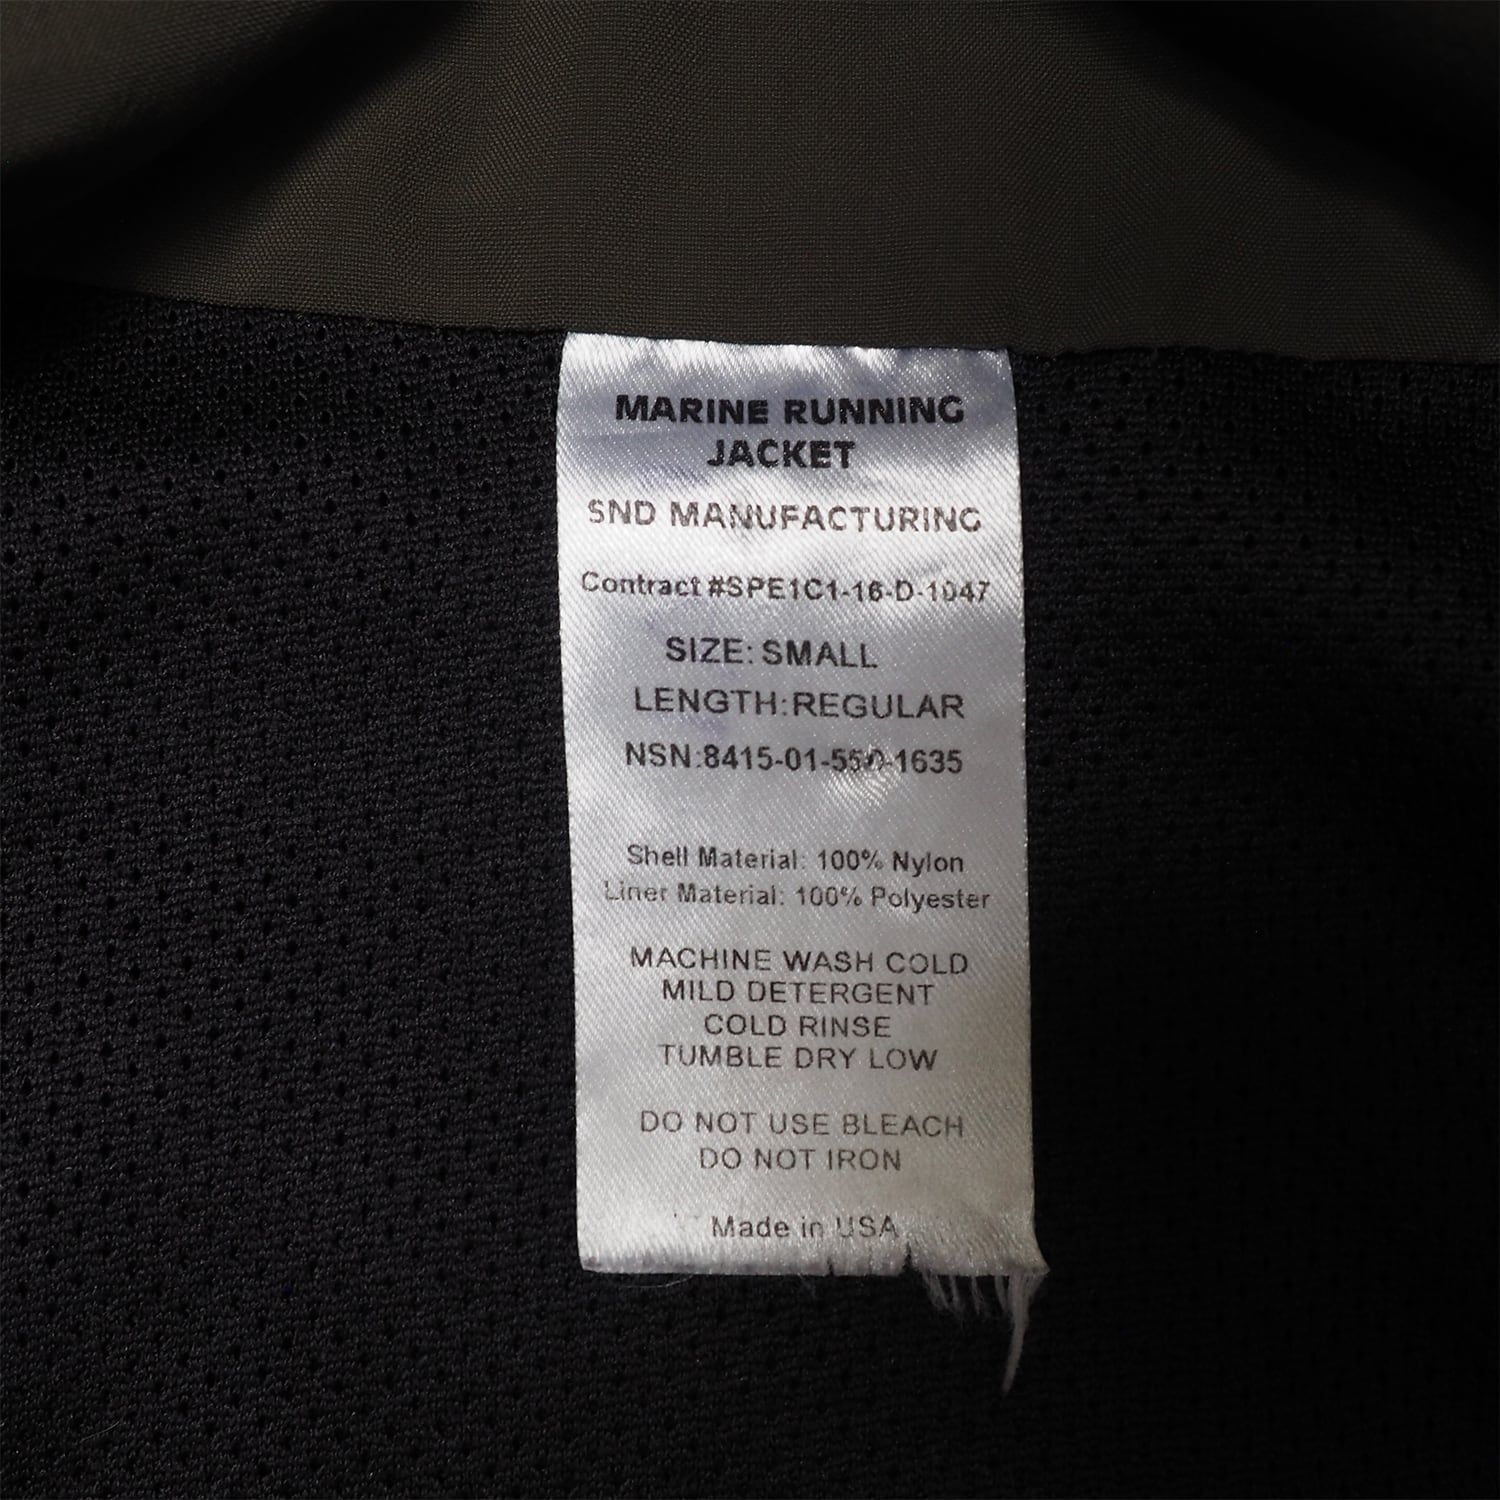 MARINE RUNNING
JACKET
SND MANUFACTURING
Contract #SPE1C1-16-D-1047
SIZE: SMALL
LENGTH:REGULAR
NSN:8415-01-550-1635
Shell Material: 100% Nylon
Liner Material: 100% Polyester
MACHINE WASH COLD
MILD DETERGENT
COLD RINSE
TUMBLE DRY LOW
DO NOT USE BLEACH
DO NOT IRON
Made in USA